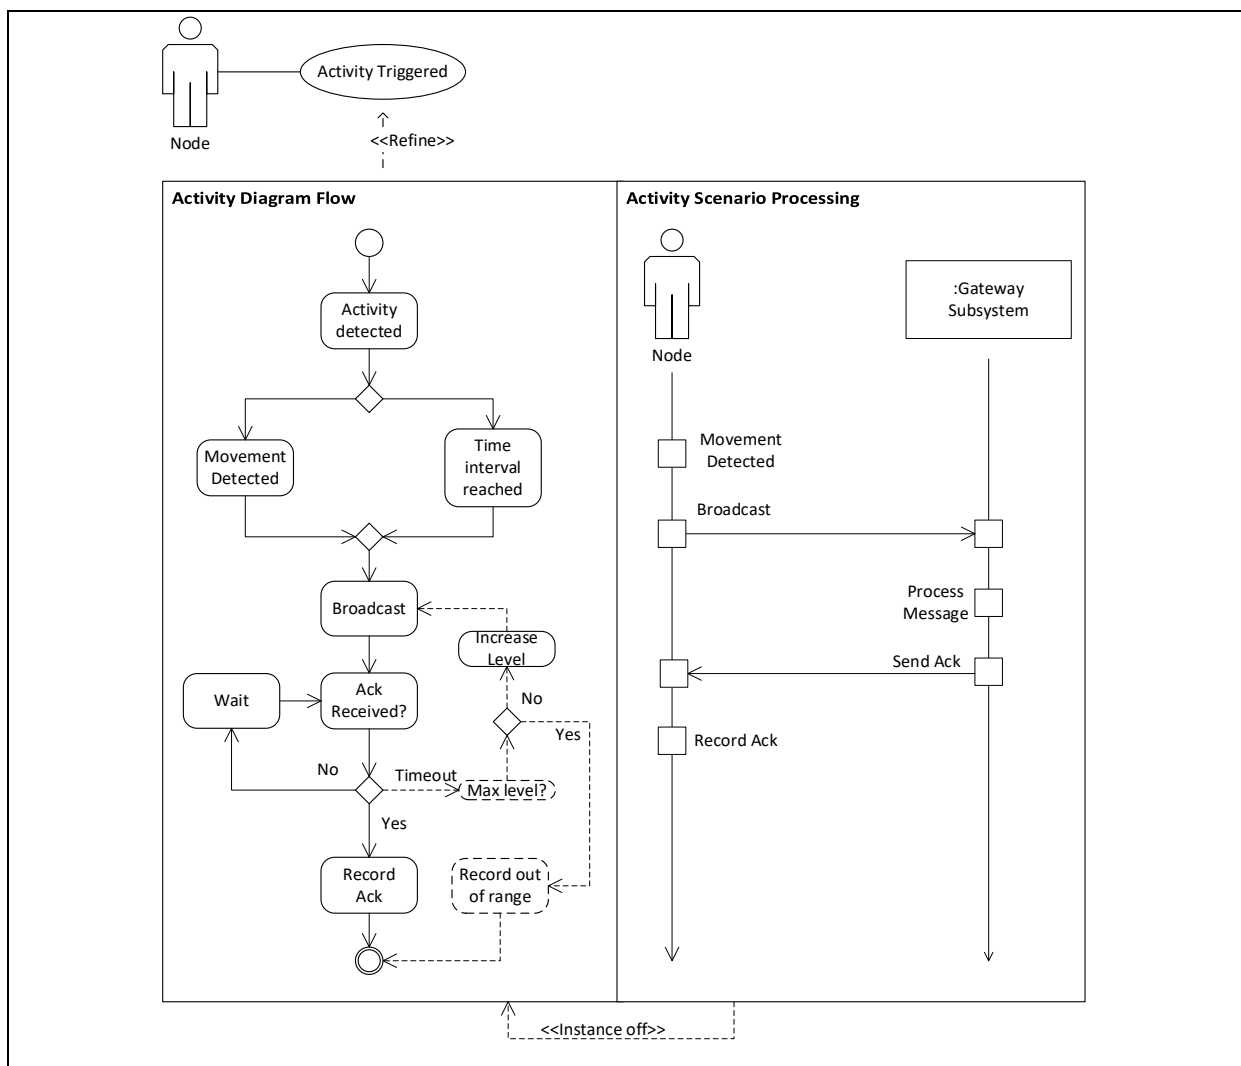 Activity Triggered
Node
<<Refine>>
Activity Diagram Flow
Activity
detected
Movement
Detected
Time
interval
reached
Broadcast
Increase
Level
Wait
Ack
Received?
No
Yes
No
Timeout
Max level?
Yes
Record
Ack
Record out
of range
Activity Scenario Processing
:Gateway
Subsystem
Node
Movement
Detected
Broadcast
Process
Message
Send Ack
Record Ack
<<Instance off>>